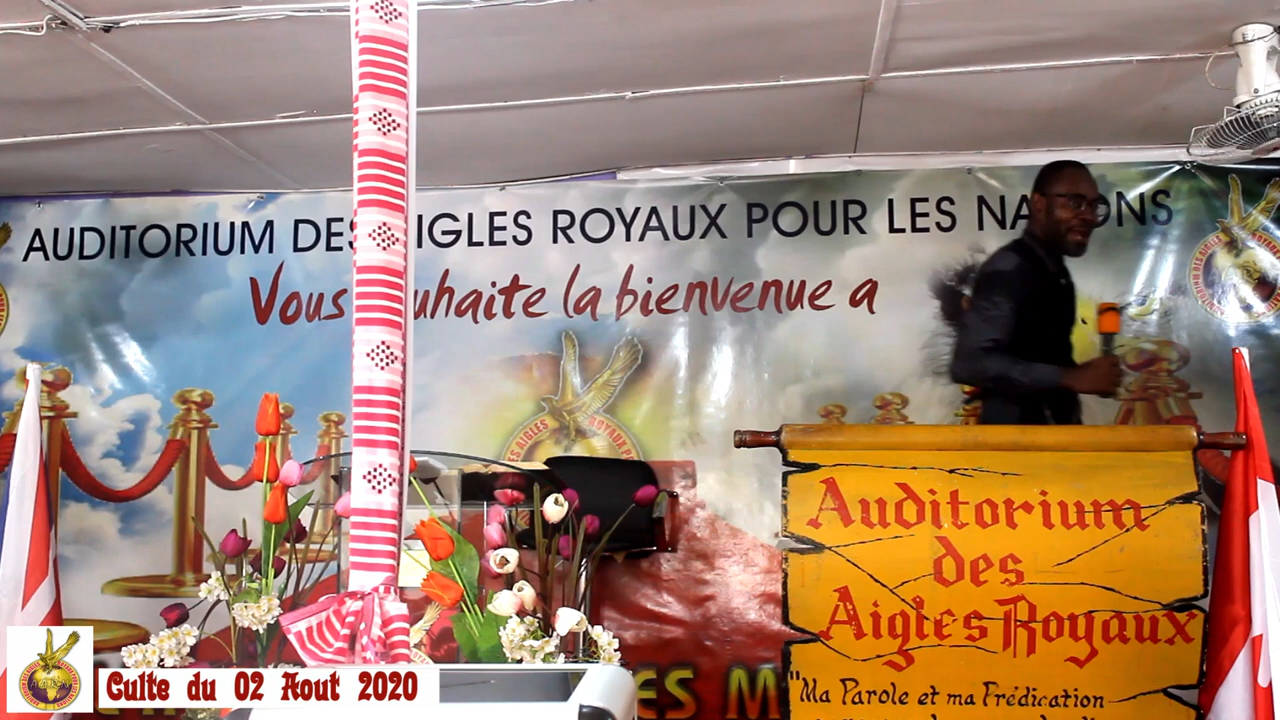 AUDITORIUM DES AIGLES ROYAUX POUR LES NATIONS
Vous souhaite la bienvenue a
Auditorium
des
Aigles Royaux
"Ma Parole et ma Prédication
Culte du 02 Aout 2020